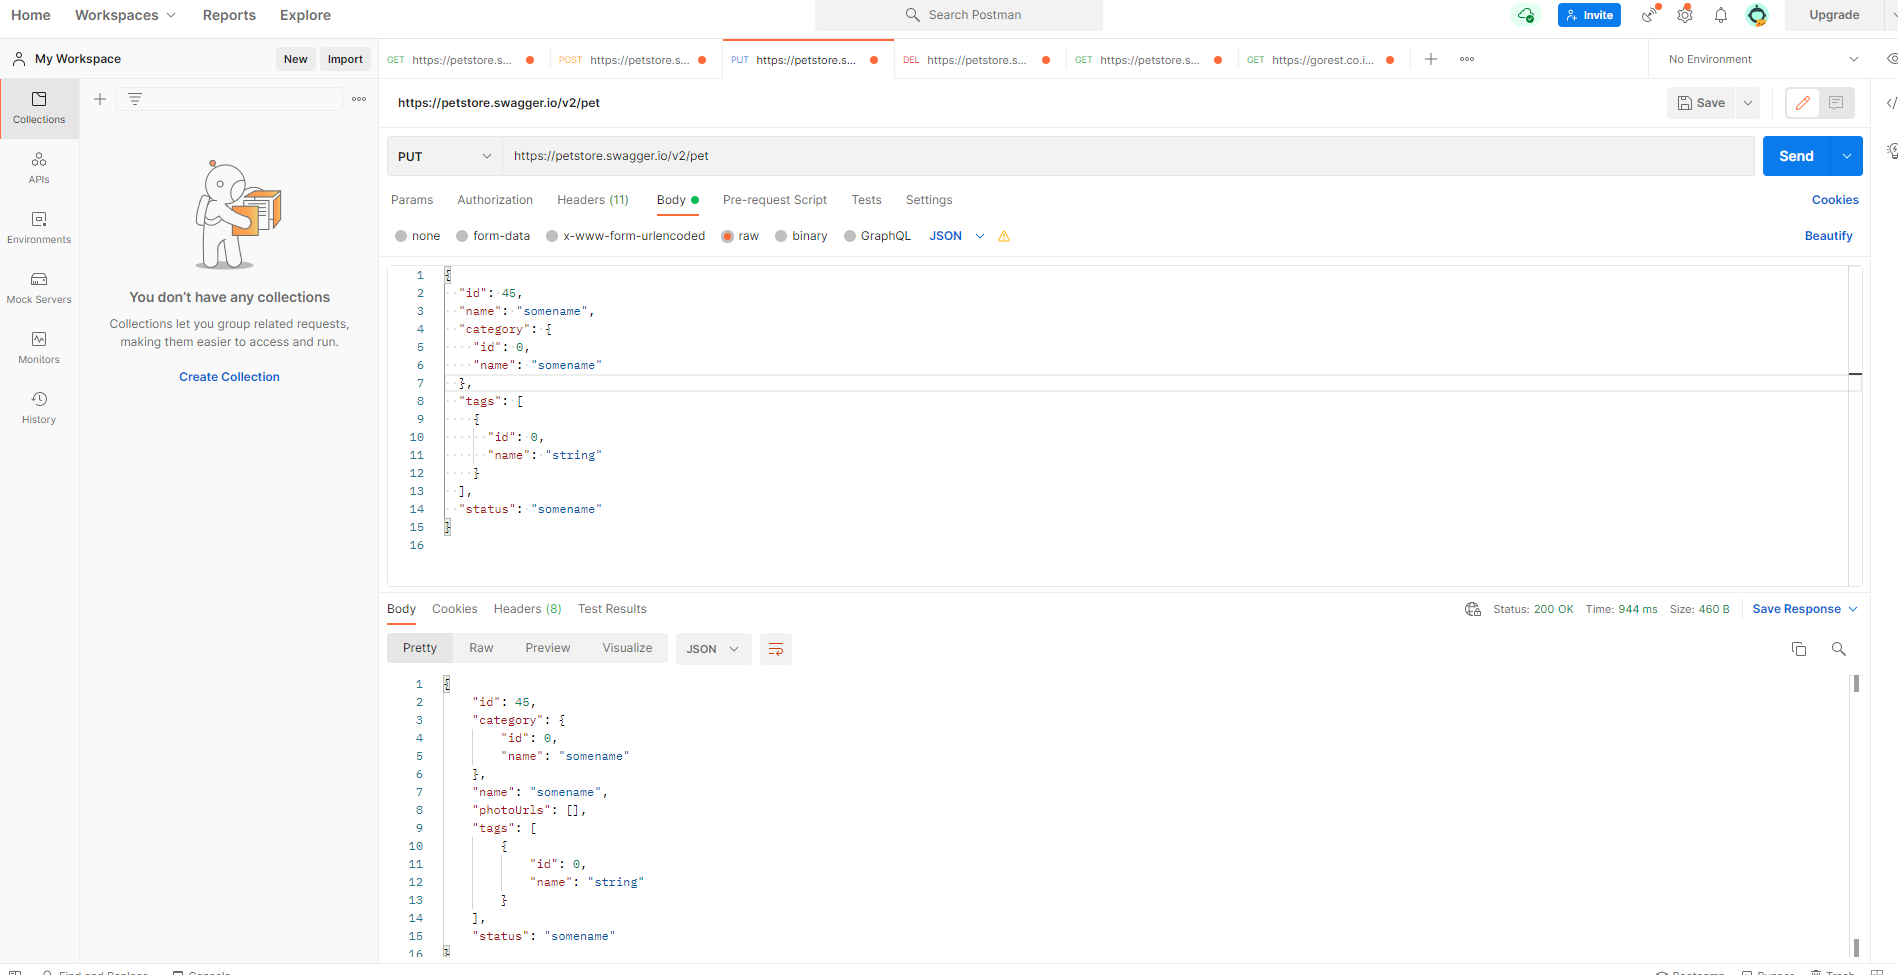 Home Workspaces Reports Explore Search Postman Invite Upgrade
My Workspace New Import GET https://petstore.s... POST https://petstore.s... PUT https://petstore.s... DEL https://petstore.s... GET https://petstore.s... GET https://gorest.co.i... No Environment
Collections
APIs
Environments
Mock Servers
Monitors
History
You don't have any collections
Collections let you group related requests,
making them easier to access and run.
Create Collection
https://petstore.swagger.io/v2/pet Save
PUT https://petstore.swagger.io/v2/pet Send
Params Authorization Headers (11) Body Pre-request Script Tests Settings Cookies
none form-data x-www-form-urlencoded raw binary GraphQL JSON Beautify
1 {
2 "id": 45,
3 "name": "somename",
4 "category": {
5 "id": 0,
6 "name": "somename"
7 },
8 "tags": [
9 {
10 "id": 0,
11 "name": "string"
12 }
13 ],
14 "status": "somename"
15 }
16
Body Cookies Headers (8) Test Results Status: 200 OK Time: 944 ms Size: 460 B Save Response
Pretty Raw Preview Visualize JSON
1 {
2 "id": 45,
3 "category": {
4 "id": 0,
5 "name": "somename"
6 },
7 "name": "somename",
8 "photoUrls": [],
9 "tags": [
10 {
11 "id": 0,
12 "name": "string"
13 }
14 ],
15 "status": "somename"
16 }
Find and Replace Console Bootcamp Runner Trash